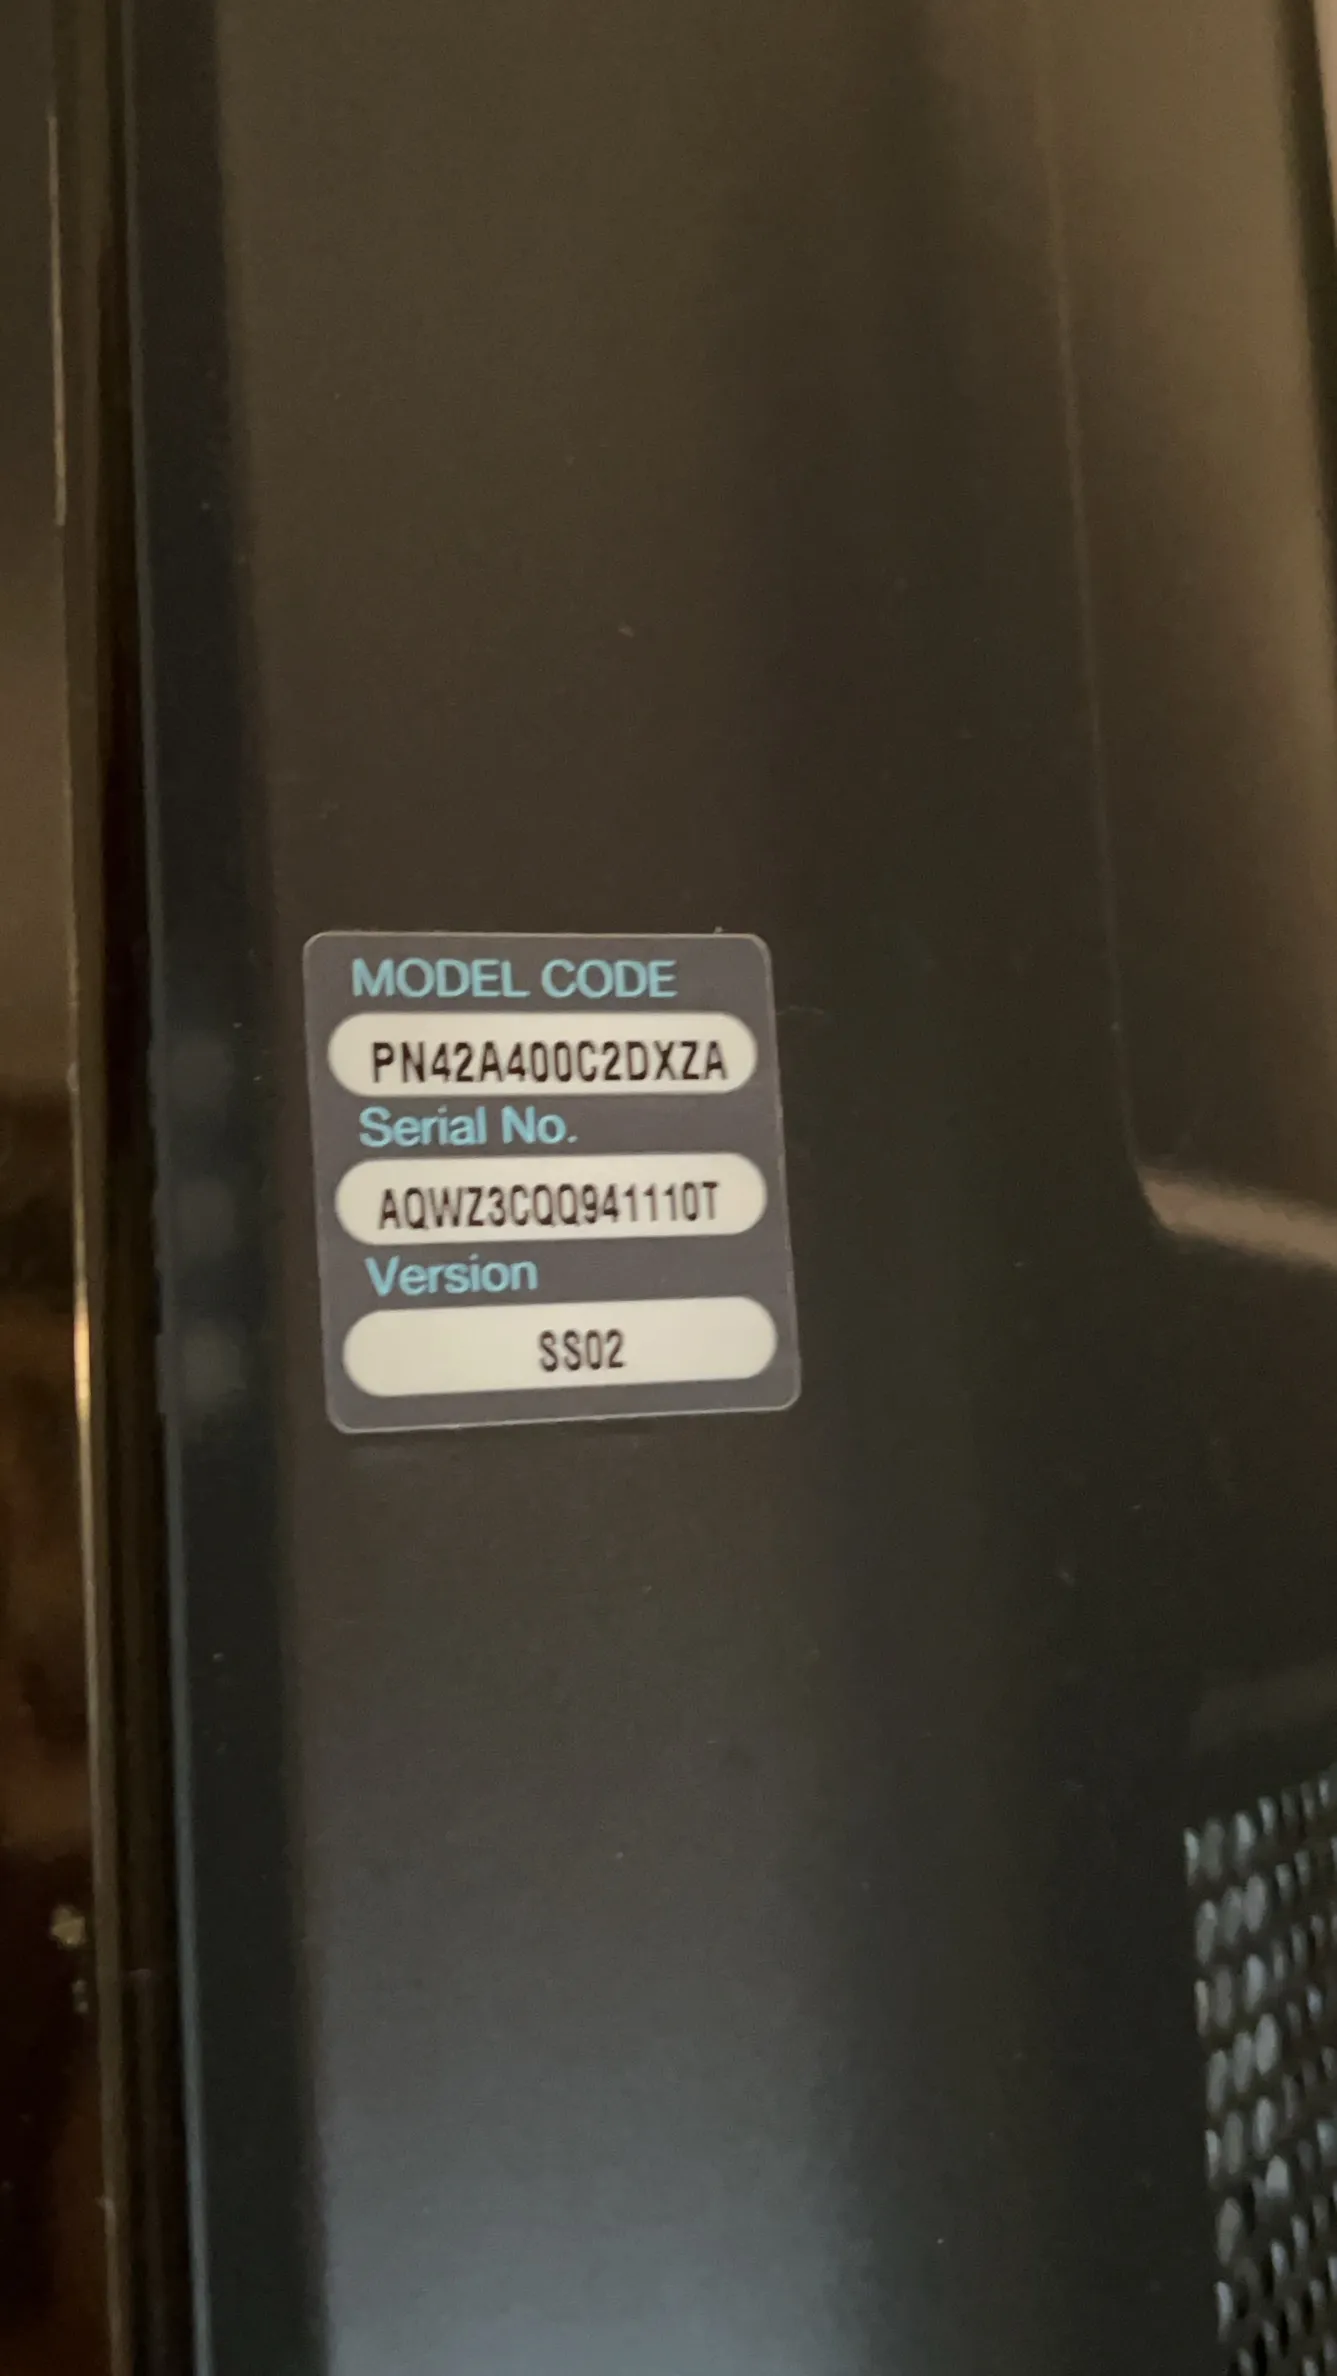 MODEL CODE
PN42A400C2DXZA
Serial No.
AQWZ3CQQ941110T
Version
SS02